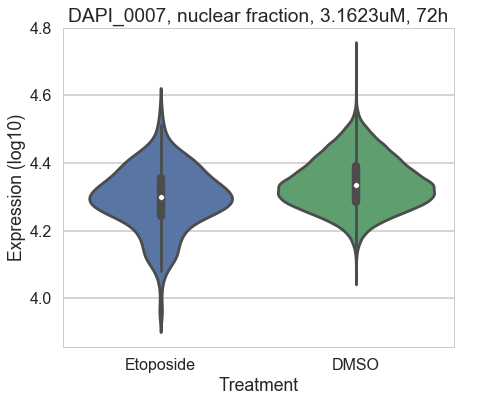 DAPI_0007, nuclear fraction, 3.1623uM, 72h
Expression (log10)
4.8
4.6
4.4
4.2
4.0
Etoposide
DMSO
Treatment